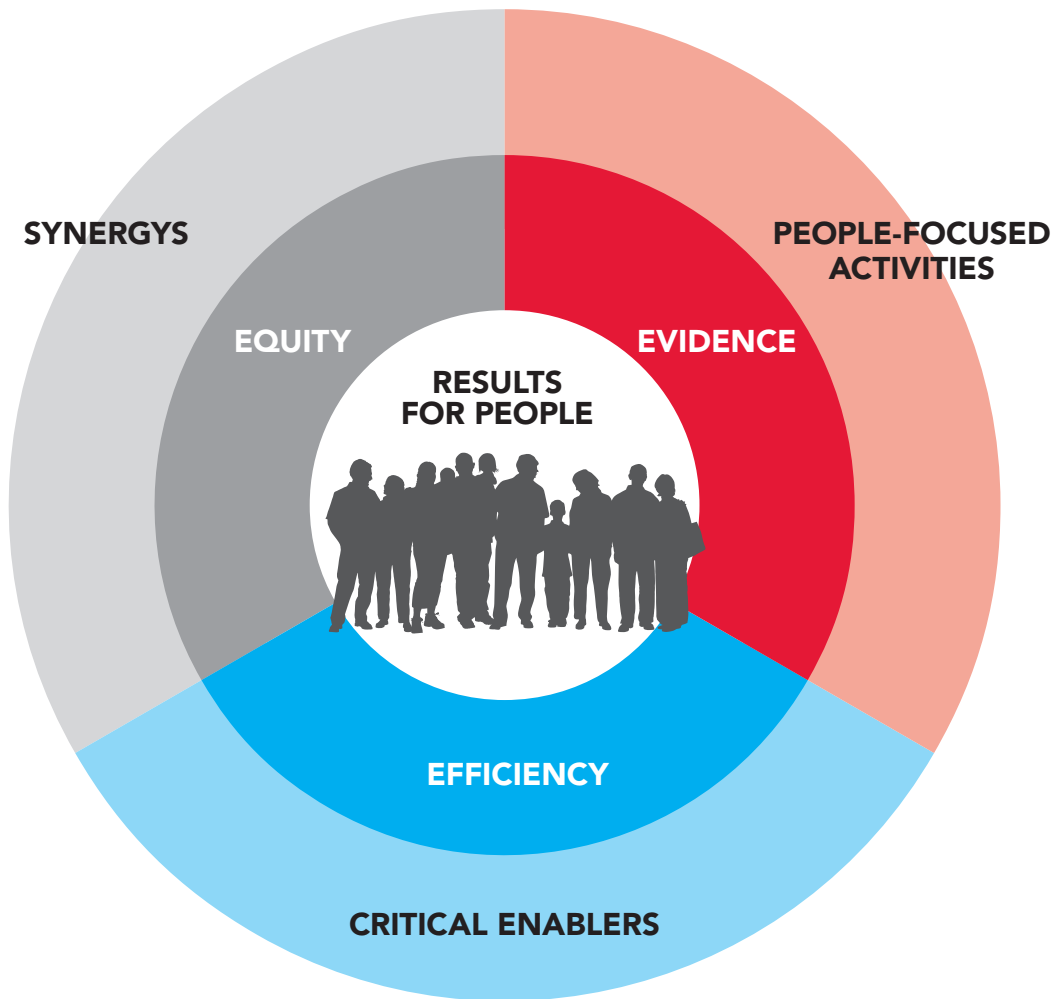 SYNERGYS
PEOPLE-FOCUSED
ACTIVITIES
EQUITY
EVIDENCE
RESULTS
FOR PEOPLE
EFFICIENCY
CRITICAL ENABLERS